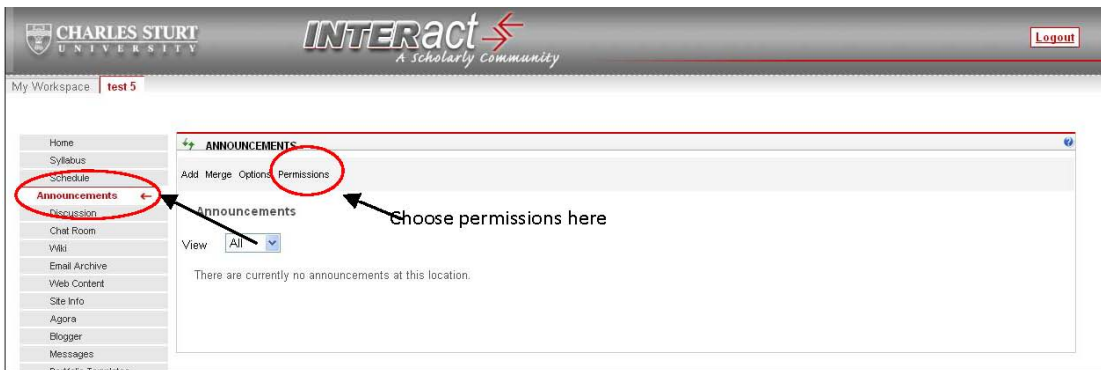 CHARLES STURT
UNIVERSITY
INTERact
A scholarly community
Logout
My Workspace
test 5
Home
Syllabus
Schedule
Announcements
Discussion
Chat Room
Wiki
Email Archive
Web Content
Site Info
Agora
Blogger
Messages
Portfolio Templates
ANNOUNCEMENTS
Add Merge Options Permissions
Announcements
Choose permissions here
View All
There are currently no announcements at this location.